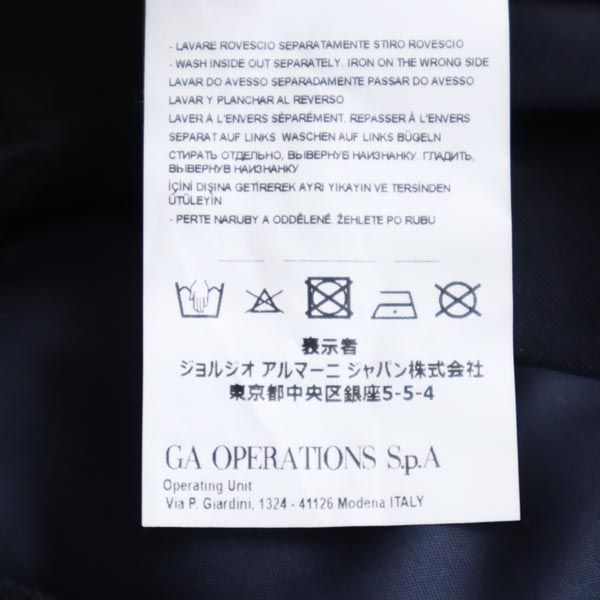 - LAVARE ROVESCIO SEPARATAMENTE STIRO ROVESCIO
- WASH INSIDE OUT SEPARATELY. IRON ON THE WRONG SIDE
LAVAR DO AVESSO SEPARADAMENTE PASSAR DO AVESSO
LAVAR Y PLANCHAR AL REVERSO
LAVER À L'ENVERS SÉPARÉMENT. REPASSER À L'ENVERS
SEPARAT AUF LINKS WASCHEN AUF LINKS BÜGELN
СТИРАТЬ ОТДЕЛЬНО, ВЫВЕРНУВ НАИЗНАНКУ. ГЛАДИТЬ,
ВЫВЕРНУВ НАИЗНАНКУ
İÇİNİ DIŞINA GETİREREK AYRI YIKAYIN VE TERSİNDEN
ÜTÜLEYİN
- PERTE NARUBY A ODDĚLENĚ. ŽEHLETE PO RUBU
表示者
ジョルジオ アルマーニ ジャパン株式会社
東京都中央区銀座5-5-4
GA OPERATIONS S.p.A
Operating Unit
Via P. Giardini, 1324 - 41126 Modena ITALY